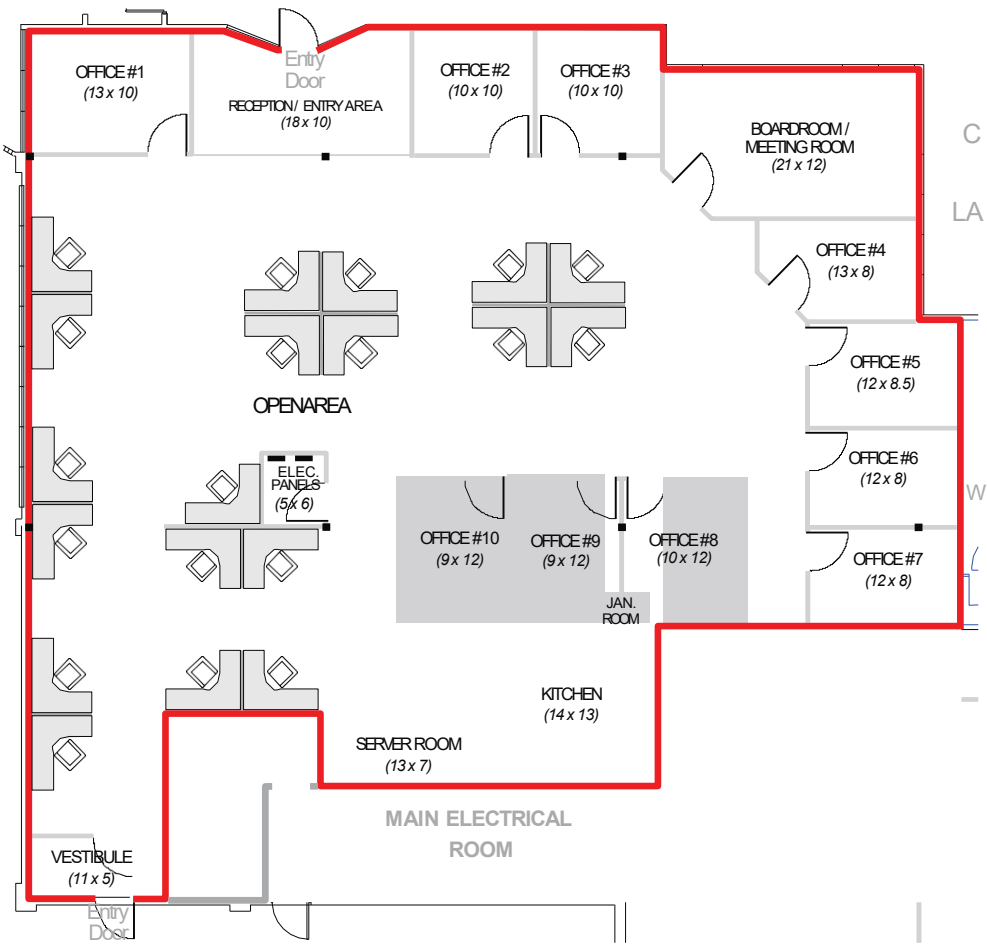 Entry
Door
OFFICE #1
(13 x 10)
RECEPTION / ENTRY AREA
(18 x 10)
OFFICE #2
(10 x 10)
OFFICE #3
(10 x 10)
BOARDROOM /
MEETING ROOM
(21 x 12)
C
LA
OFFICE #4
(13 x 8)
OFFICE #5
(12 x 8.5)
OPENAREA
OFFICE #6
(12 x 8)
W
ELEC.
PANELS
(5 x 6)
OFFICE #10
(9 x 12)
OFFICE #9
(9 x 12)
OFFICE #8
(10 x 12)
OFFICE #7
(12 x 8)
JAN.
ROOM
KITCHEN
(14 x 13)
SERVER ROOM
(13 x 7)
MAIN ELECTRICAL
ROOM
VESTIBULE
(11 x 5)
Entry
Door